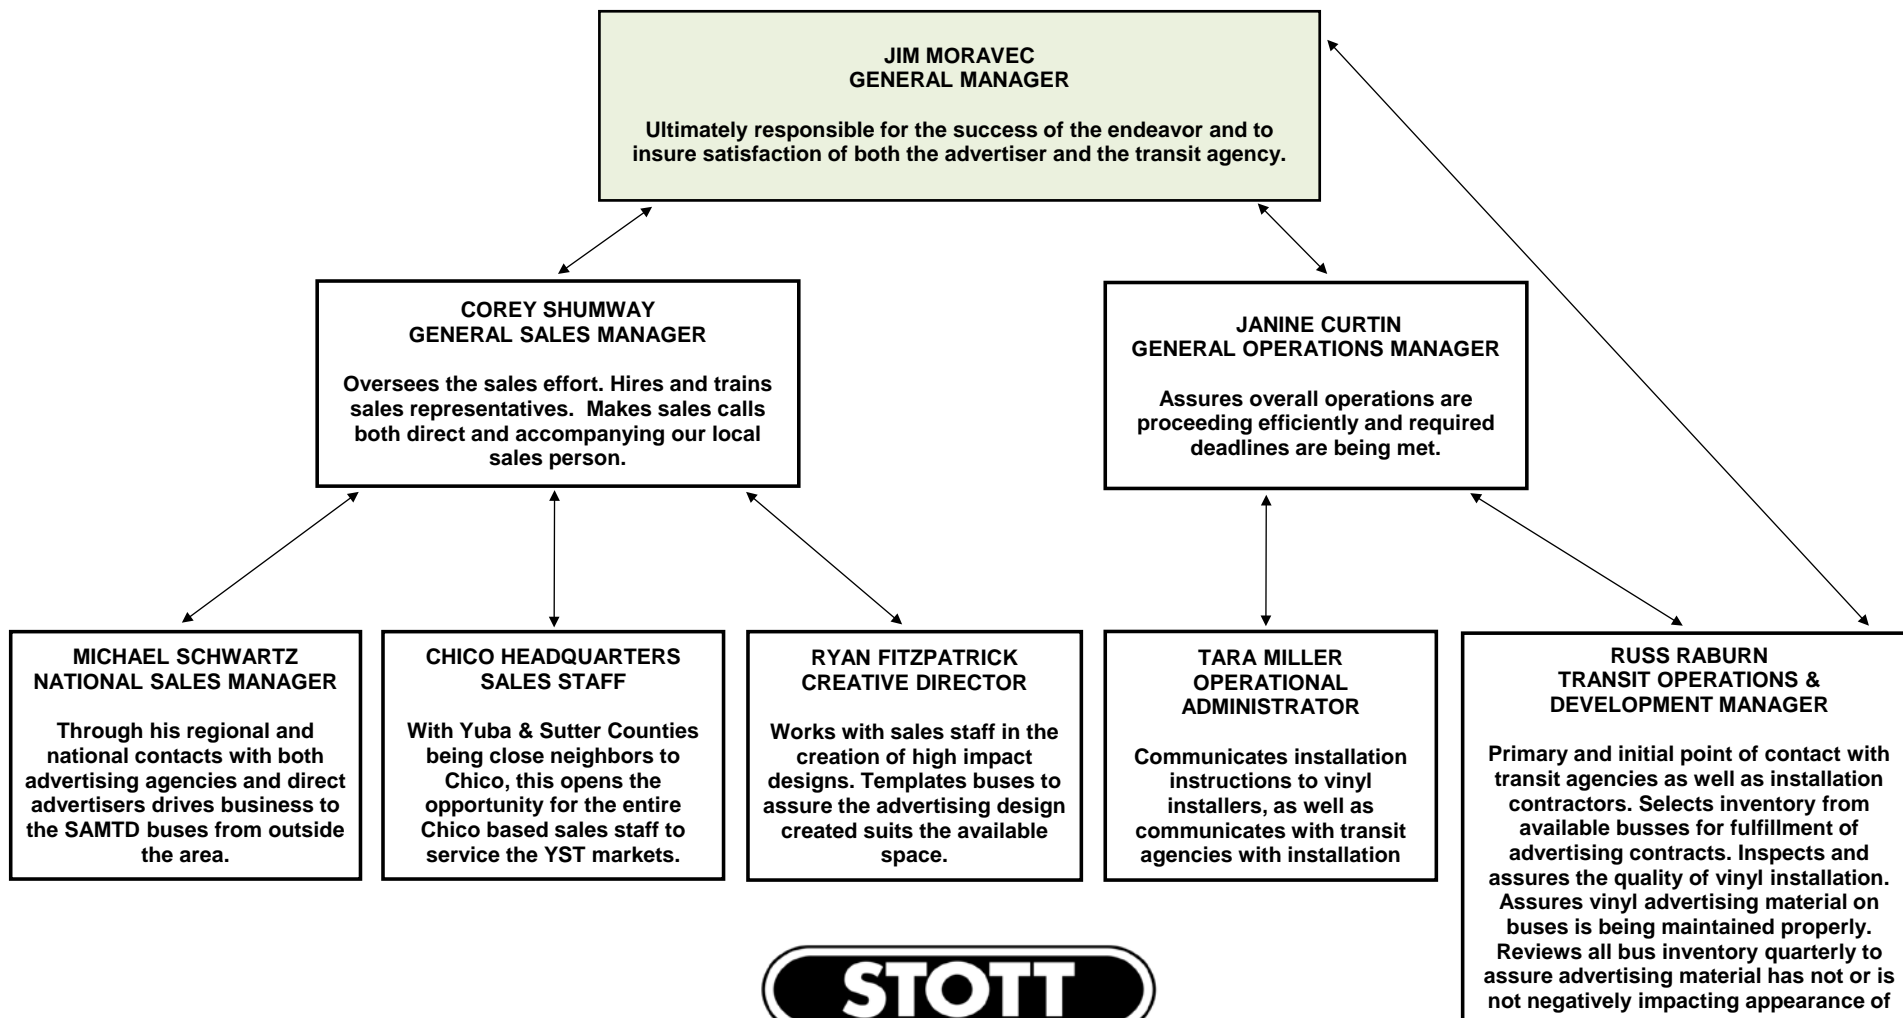 JIM MORAVEC
GENERAL MANAGER
Ultimately responsible for the success of the endeavor and to
insure satisfaction of both the advertiser and the transit agency.
COREY SHUMWAY
GENERAL SALES MANAGER
Oversees the sales effort. Hires and trains
sales representatives.  Makes sales calls
both direct and accompanying our local
sales person.
JANINE CURTIN
GENERAL OPERATIONS MANAGER
Assures overall operations are
proceeding efficiently and required
deadlines are being met.
MICHAEL SCHWARTZ
NATIONAL SALES MANAGER
Through his regional and
national contacts with both
advertising agencies and direct
advertisers drives business to
the SAMTD buses from outside
the area.
CHICO HEADQUARTERS
SALES STAFF
With Yuba & Sutter Counties
being close neighbors to
Chico, this opens the
opportunity for the entire
Chico based sales staff to
service the YST markets.
RYAN FITZPATRICK
CREATIVE DIRECTOR
Works with sales staff in the
creation of high impact
designs. Templates buses to
assure the advertising design
created suits the available
space.
TARA MILLER
OPERATIONAL
ADMINISTRATOR
Communicates installation
instructions to vinyl
installers, as well as
communicates with transit
agencies with installation
RUSS RABURN
TRANSIT OPERATIONS &
DEVELOPMENT MANAGER
Primary and initial point of contact with
transit agencies as well as installation
contractors. Selects inventory from
available busses for fulfillment of
advertising contracts. Inspects and
assures the quality of vinyl installation.
Assures vinyl advertising material on
buses is being maintained properly.
Reviews all bus inventory quarterly to
assure advertising material has not or is
not negatively impacting appearance of
STOTT